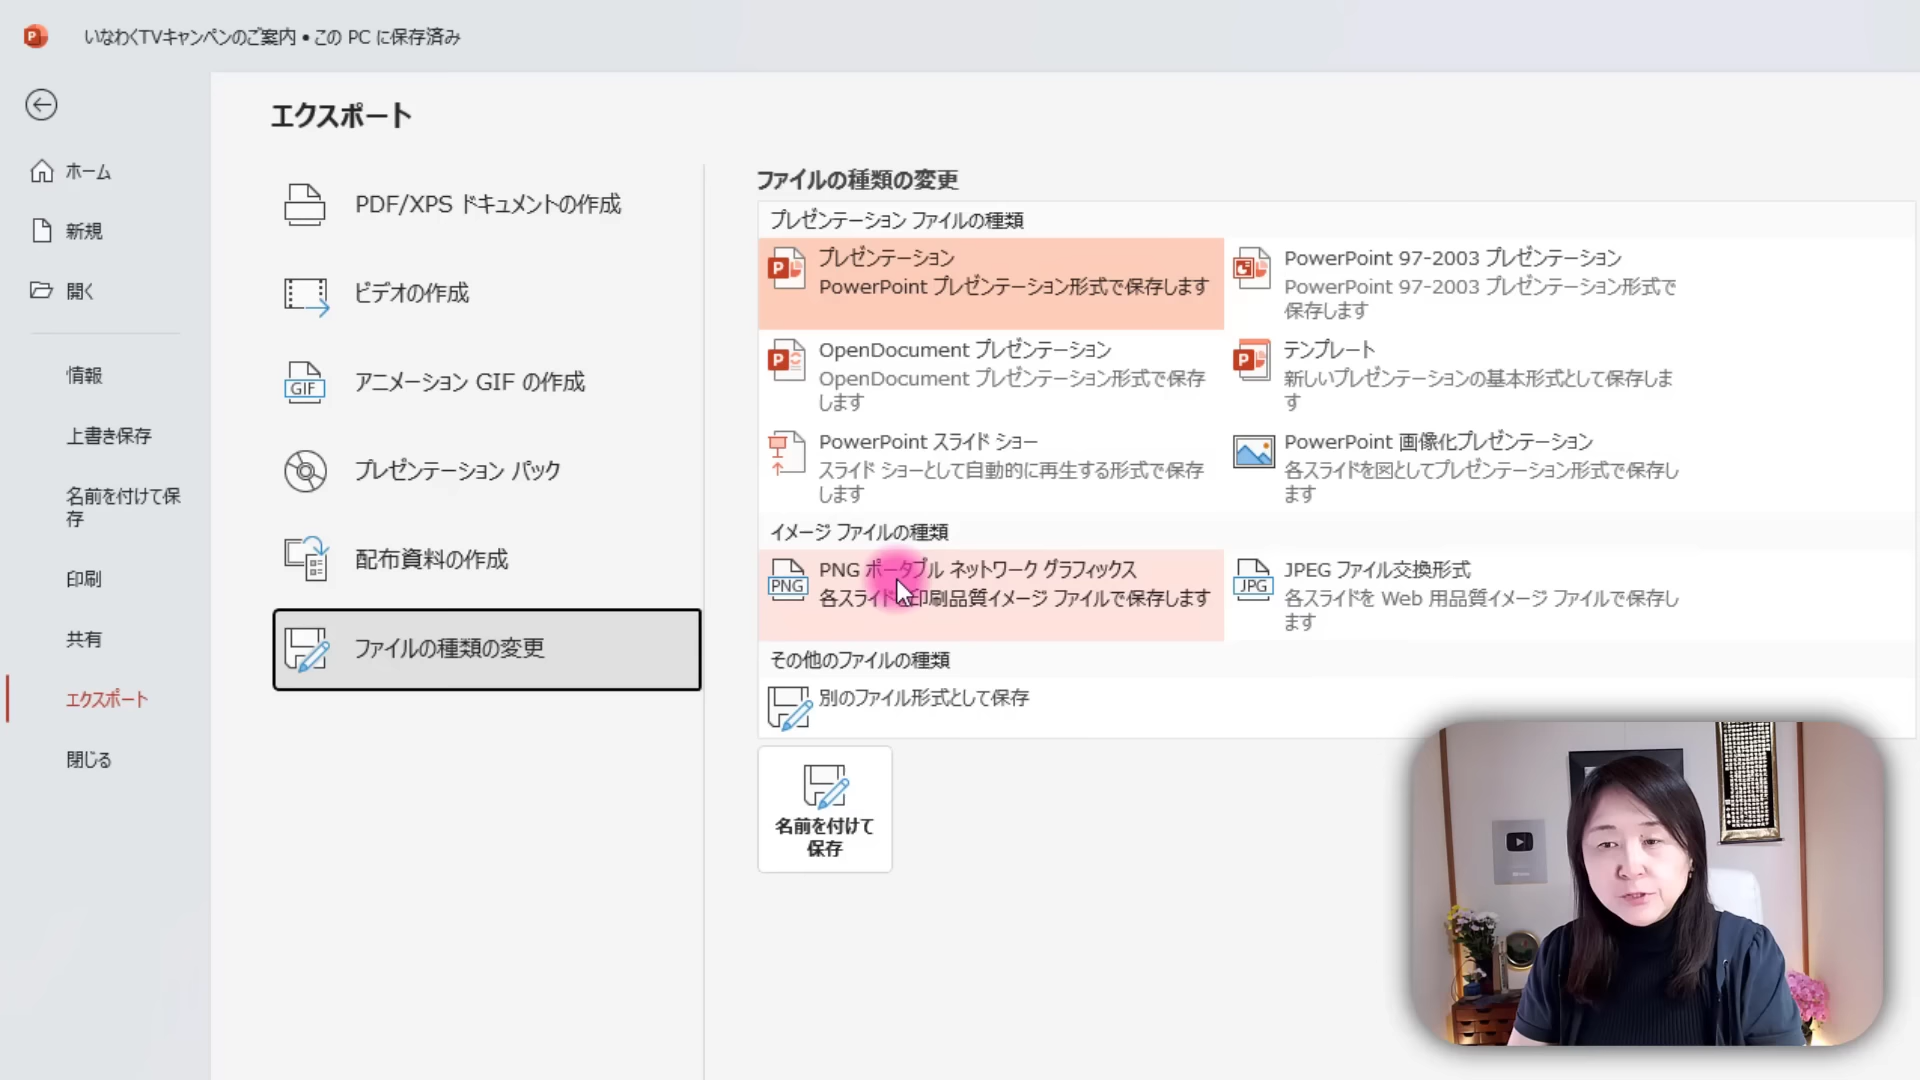 いなわくTVキャンペンのご案内 • この PC に保存済み
ホーム
新規
開く
情報
上書き保存
名前を付けて保
存
印刷
共有
エクスポート
閉じる
エクスポート
PDF/XPS ドキュメントの作成
ビデオの作成
GIF
アニメーション GIF の作成
プレゼンテーション パック
配布資料の作成
ファイルの種類の変更
ファイルの種類の変更
プレゼンテーション ファイルの種類
プレゼンテーション
PowerPoint プレゼンテーション形式で保存します
PowerPoint 97-2003 プレゼンテーション
PowerPoint 97-2003 プレゼンテーション形式で
保存します
OpenDocument プレゼンテーション
OpenDocument プレゼンテーション形式で保存
します
テンプレート
新しいプレゼンテーションの基本形式として保存しま
す
PowerPoint スライド ショー
スライド ショーとして自動的に再生する形式で保存
します
PowerPoint 画像化プレゼンテーション
各スライドを図としてプレゼンテーション形式で保存し
ます
イメージ ファイルの種類
PNG
PNG ポータブル ネットワーク グラフィックス
各スライド 印刷品質イメージ ファイルで保存します
JPG
JPEG ファイル交換形式
各スライドを Web 用品質イメージ ファイルで保存し
ます
その他のファイルの種類
別のファイル形式として保存
名前を付けて
保存